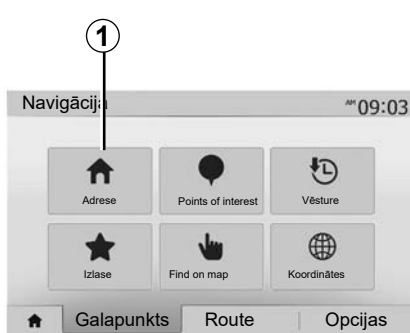 1
Navigācija AM 09:03
Adrese Points of interest Vēsture
Izlase Find on map Koordinātes
Galapunkts Route Opcijas